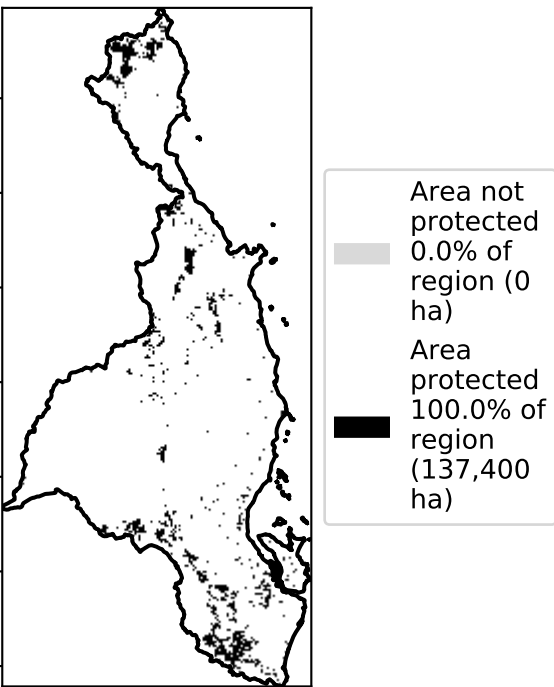 Area not
protected
0.0% of
region (0
ha)
Area
protected
100.0% of
region
(137,400
ha)